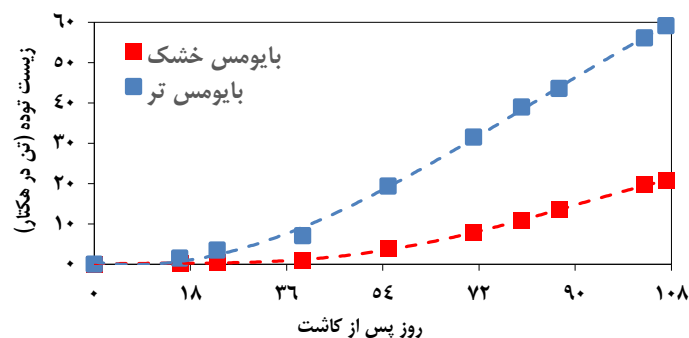 زیست توده (تن در هکتار)
۶۰
۵۰
۴۰
۳۰
۲۰
۱۰
۰
بایومس خشک
بایومس تر
۰ ۱۸ ۳۶ ۵۴ ۷۲ ۹۰ ۱۰۸
روز پس از کاشت